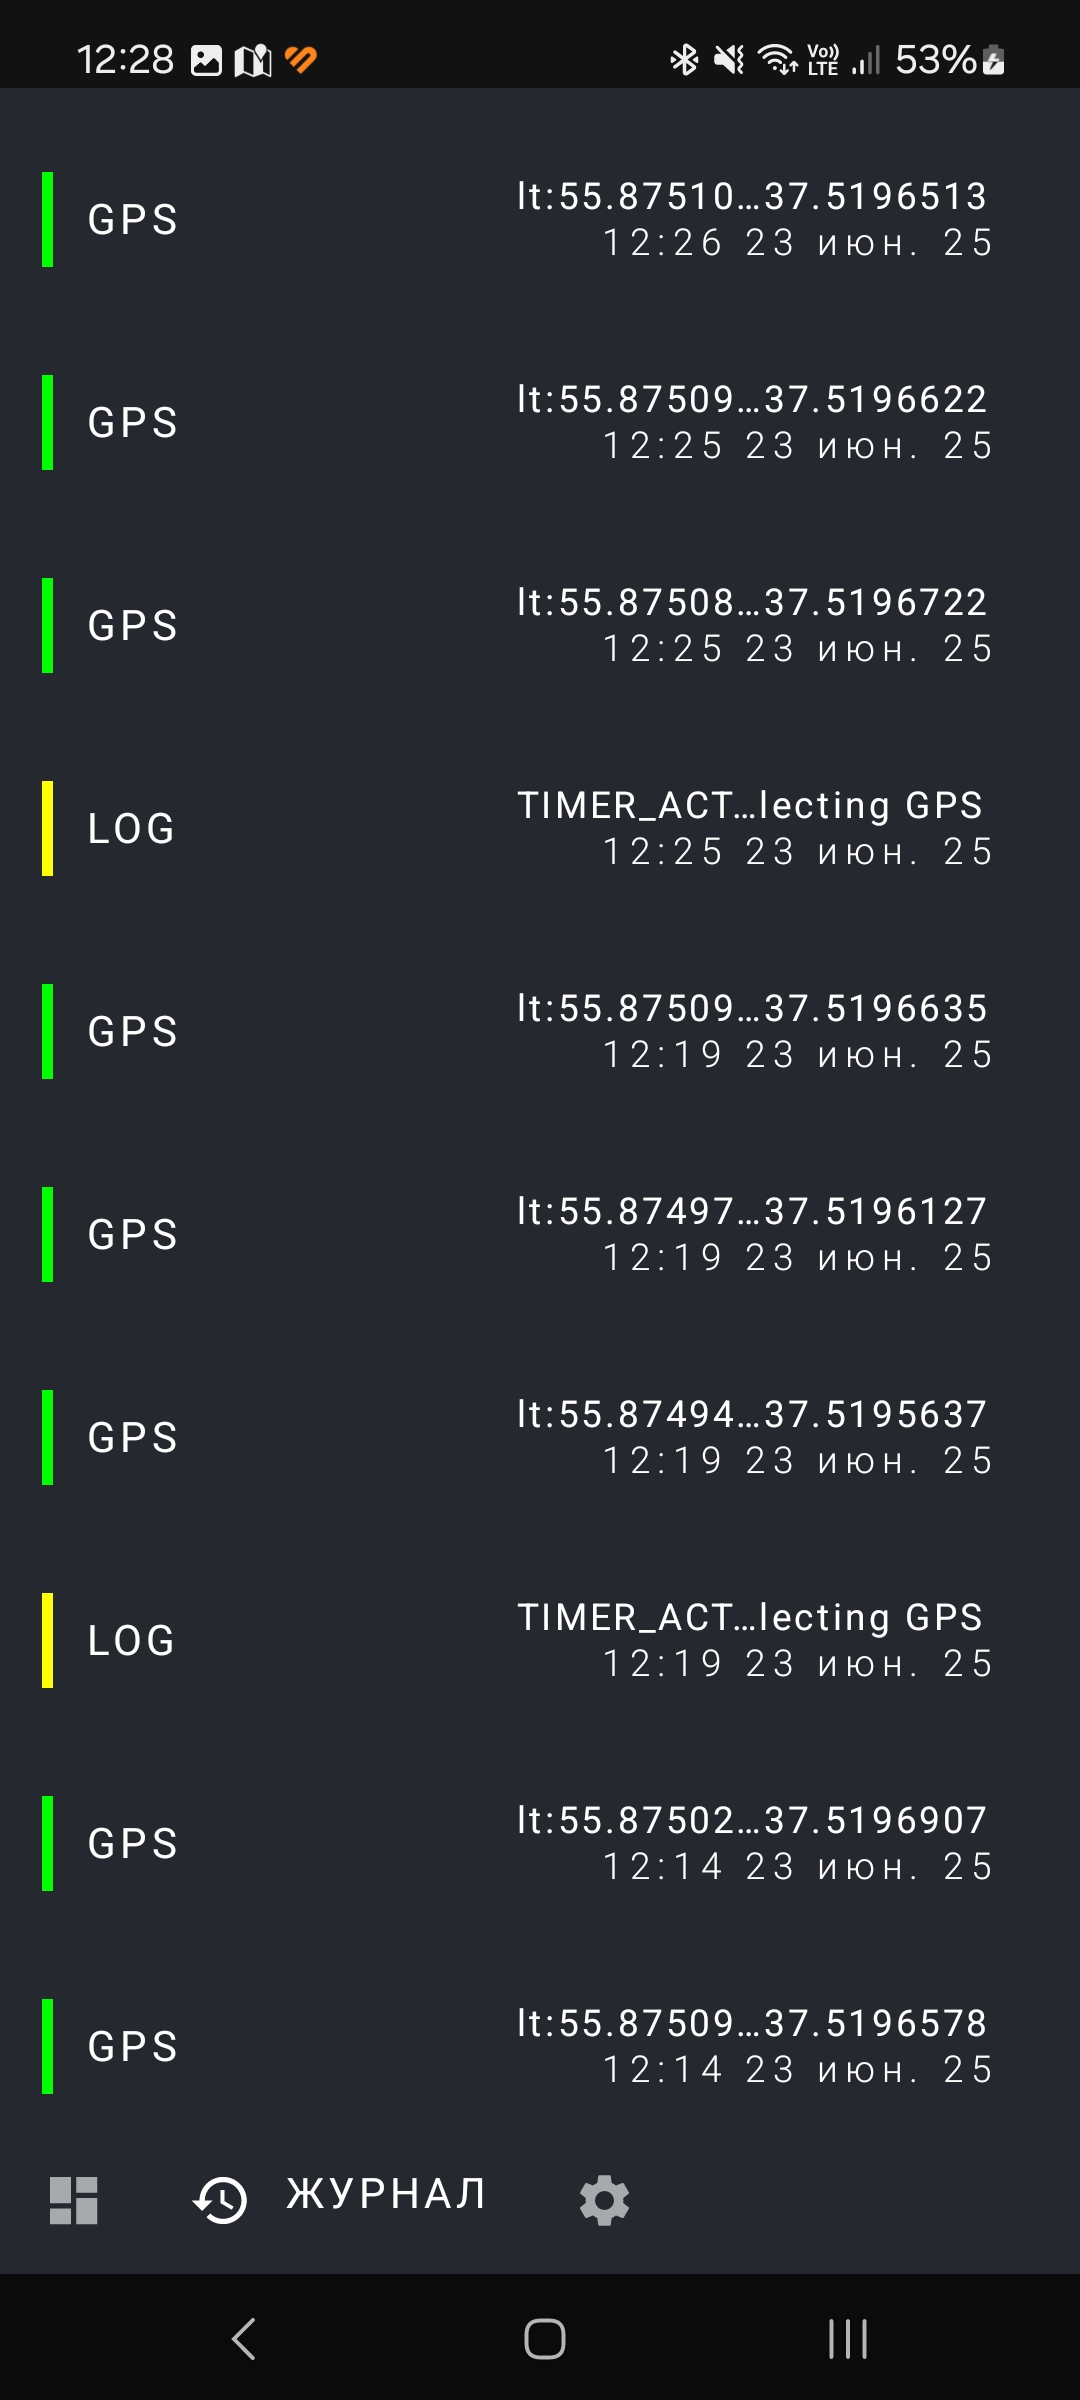 12:28
Vo))
LTE
53%
GPS
lt:55.87510...37.5196513
12:26 23 июн. 25
GPS
lt:55.87509...37.5196622
12:25 23 июн. 25
GPS
lt:55.87508...37.5196722
12:25 23 июн. 25
LOG
TIMER_ACT...lecting GPS
12:25 23 июн. 25
GPS
lt:55.87509...37.5196635
12:19 23 июн. 25
GPS
lt:55.87497...37.5196127
12:19 23 июн. 25
GPS
lt:55.87494...37.5195637
12:19 23 июн. 25
LOG
TIMER_ACT...lecting GPS
12:19 23 июн. 25
GPS
lt:55.87502...37.5196907
12:14 23 июн. 25
GPS
lt:55.87509...37.5196578
12:14 23 июн. 25
ЖУРНАЛ